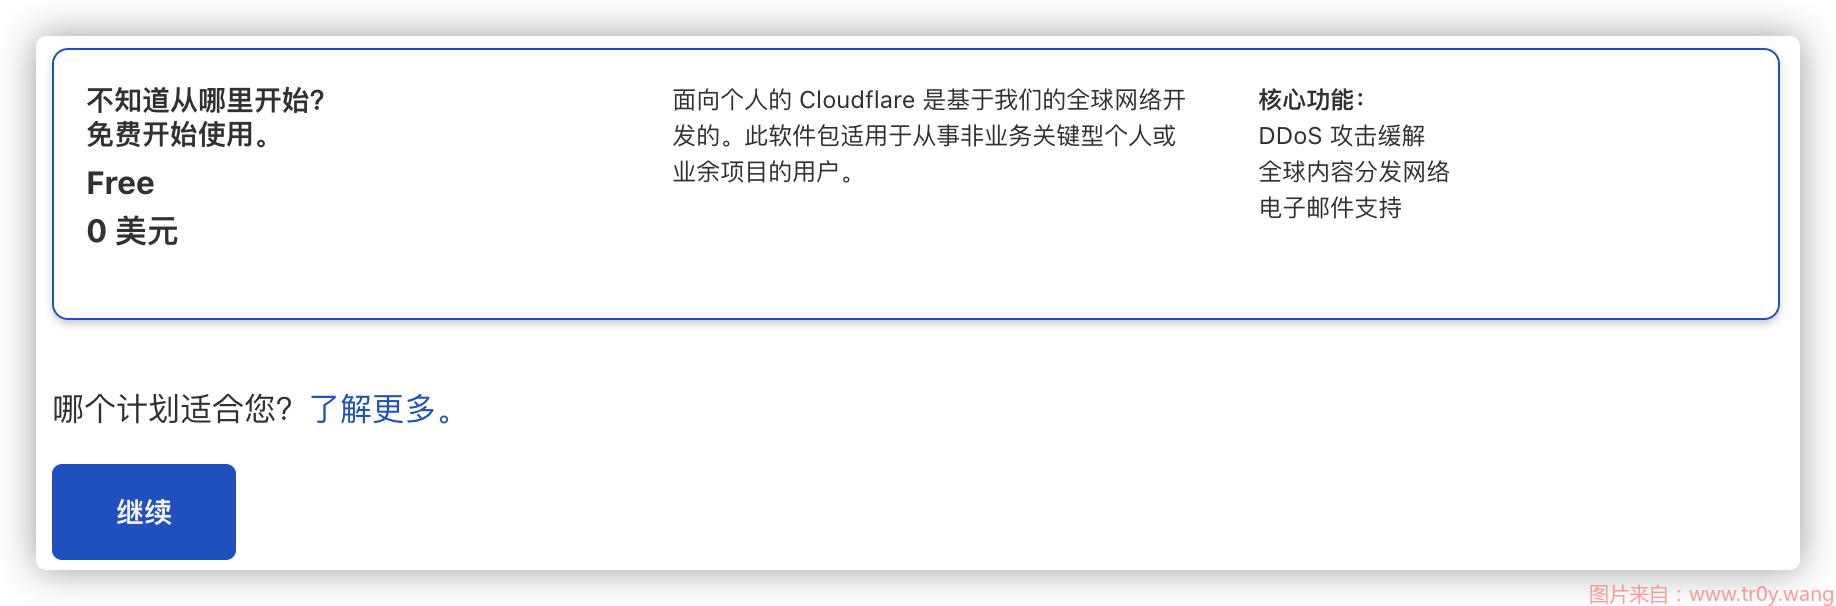 不知道从哪里开始?
免费开始使用。
Free
0 美元
面向个人的 Cloudflare 是基于我们的全球网络开
发的。此软件包适用于从事非业务关键型个人或
业余项目的用户。
核心功能：
DDoS 攻击缓解
全球内容分发网络
电子邮件支持
哪个计划适合您？了解更多。
继续
图片来自：www.tr0y.wang